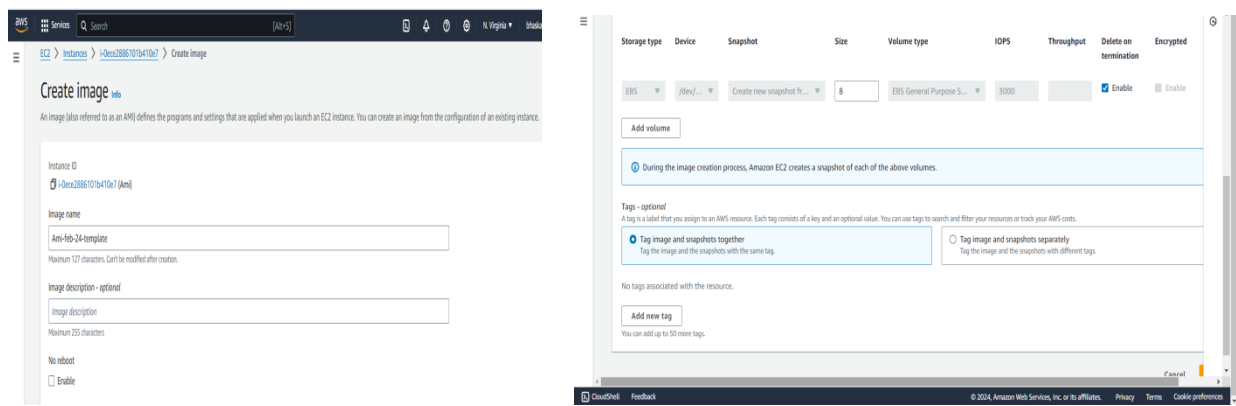 aws Services Search [Alt+S] N. Virginia
EC2 > Instances > i-0ece2886101b410e7 > Create image
Create image Info
An image (also referred to as an AMI) defines the programs and settings that are applied when you launch an EC2 instance. You can create an image from the configuration of an existing instance.
Instance ID
i-0ece2886101b410e7 (Ami)
Image name
Ami-feb-24-template
Maximum 127 characters. Can't be modified after creation.
Image description - optional
Image description
Maximum 255 characters
No reboot
Enable
Storage type Device Snapshot Size Volume type IOPS Throughput Delete on termination Encrypted
EBS /dev/... Create new snapshot fr... 8 EBS General Purpose S... 3000 Enable Enable
Add volume
During the image creation process, Amazon EC2 creates a snapshot of each of the above volumes.
Tags - optional
A tag is a label that you assign to an AWS resource. Each tag consists of a key and an optional value. You can use tags to search and filter your resources or track your AWS costs.
Tag image and snapshots together
Tag the image and the snapshots with the same tag.
Tag image and snapshots separately
Tag the image and the snapshots with different tags.
No tags associated with the resource.
Add new tag
You can add up to 50 more tags.
Cancel
CloudShell Feedback © 2024, Amazon Web Services, Inc. or its affiliates. Privacy Terms Cookie preferences